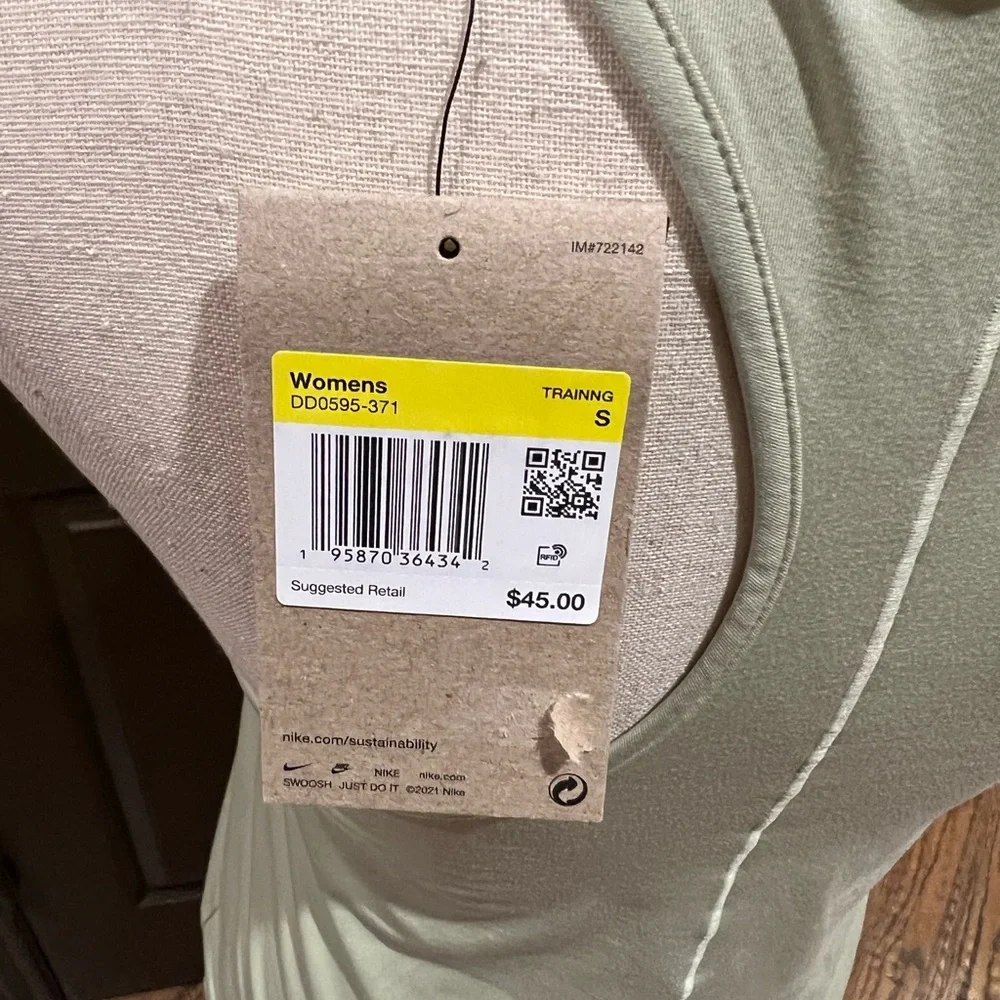 IM#722142
Womens
TRAINNG
DD0595-371
S
1 95870 36434 2
RFID
Suggested Retail
$45.00
nike.com/sustainability
NIKE nike.com
SWOOSH JUST DO IT ©2021 Nike